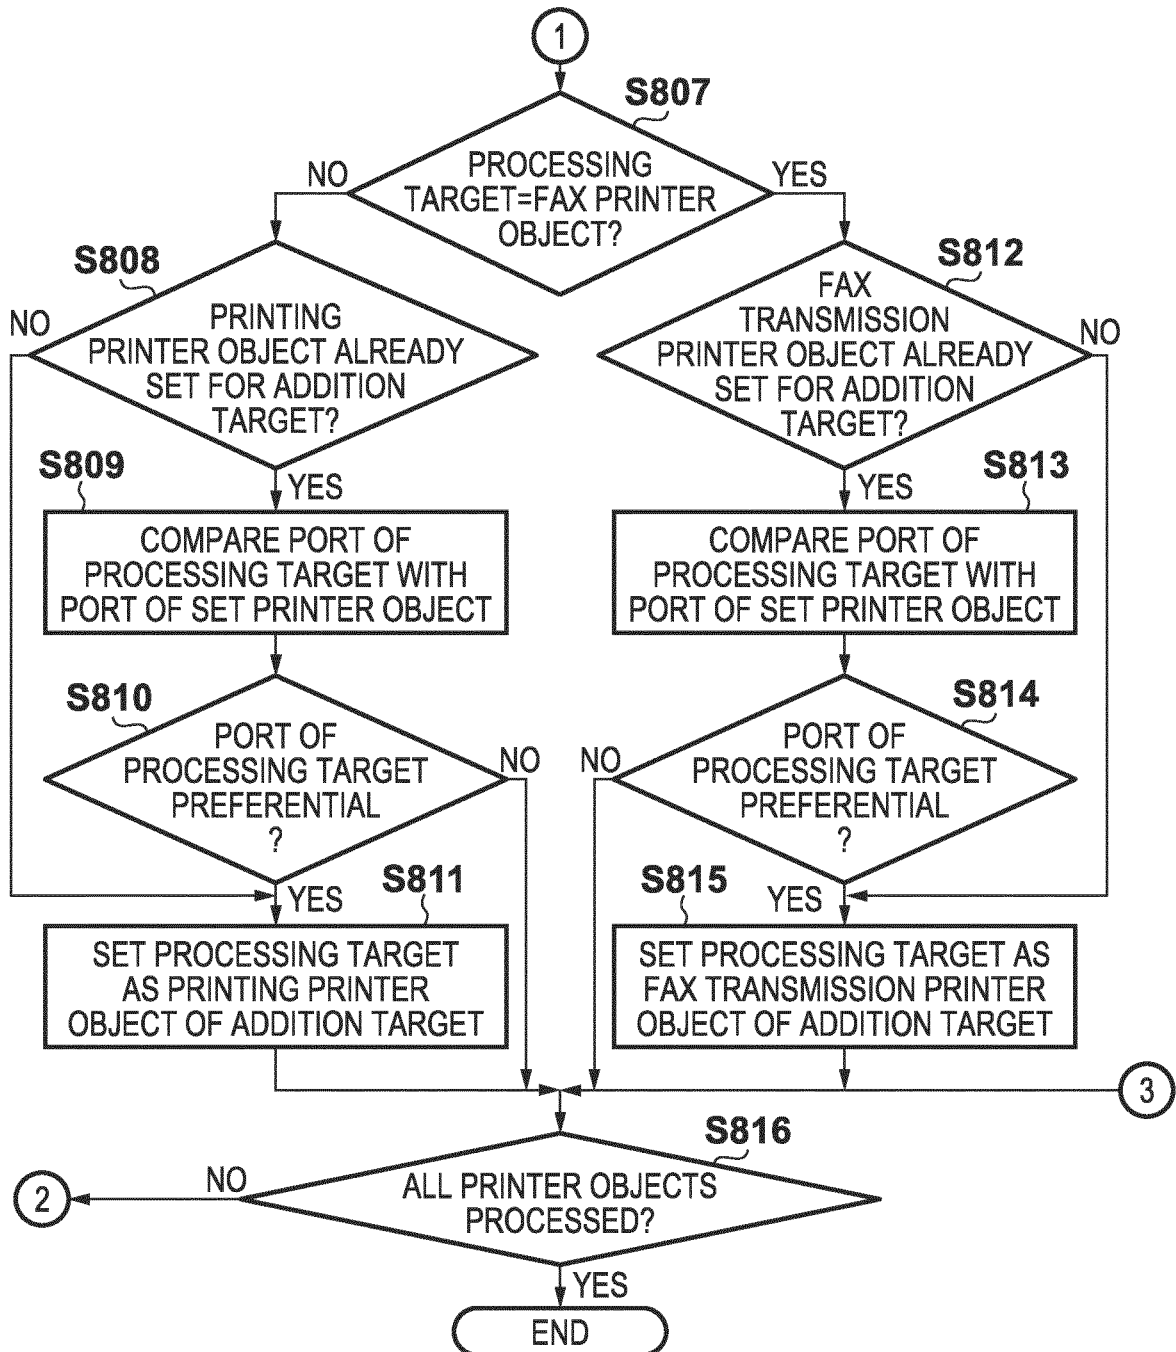 1
S807
PROCESSING
TARGET=FAX PRINTER
OBJECT?
NO
YES
S808
PRINTING
PRINTER OBJECT ALREADY
SET FOR ADDITION
TARGET?
NO
YES
S812
FAX
TRANSMISSION
PRINTER OBJECT ALREADY
SET FOR ADDITION
TARGET?
NO
YES
S809
COMPARE PORT OF
PROCESSING TARGET WITH
PORT OF SET PRINTER OBJECT
S813
COMPARE PORT OF
PROCESSING TARGET WITH
PORT OF SET PRINTER OBJECT
S810
PORT OF
PROCESSING TARGET
PREFERENTIAL
?
NO
YES
S814
PORT OF
PROCESSING TARGET
PREFERENTIAL
?
NO
YES
S811
SET PROCESSING TARGET
AS PRINTING PRINTER
OBJECT OF ADDITION TARGET
S815
SET PROCESSING TARGET AS
FAX TRANSMISSION PRINTER
OBJECT OF ADDITION TARGET
3
S816
ALL PRINTER OBJECTS
PROCESSED?
NO
2
YES
END